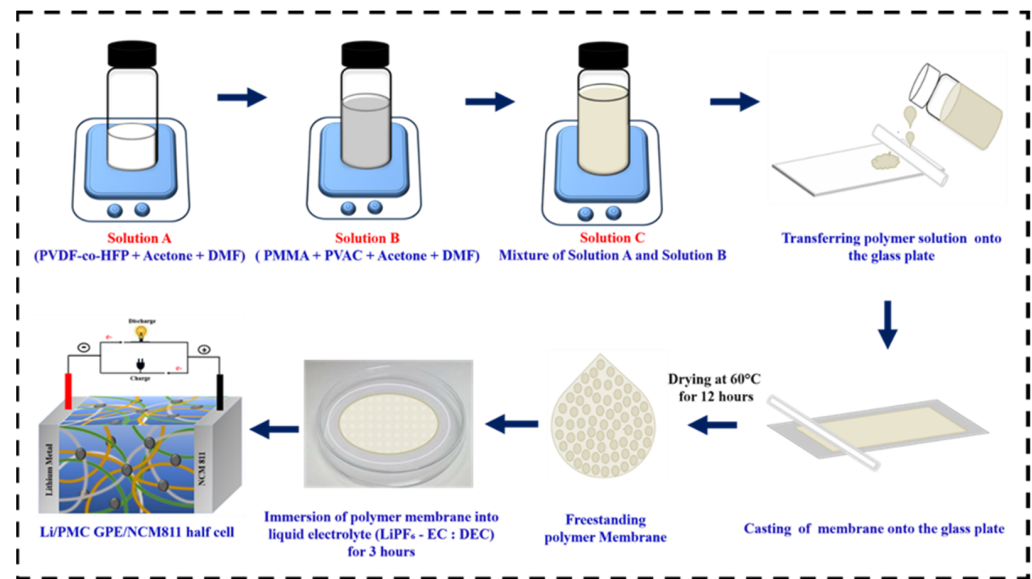 Solution A
(PVDF-co-HFP + Acetone + DMF)
Solution B
( PMMA + PVAC + Acetone + DMF)
Solution C
Mixture of Solution A and Solution B
Transferring polymer solution onto
the glass plate
Drying at 60°C
for 12 hours
Casting of membrane onto the glass plate
Freestanding
polymer Membrane
Immersion of polymer membrane into
liquid electrolyte (LiPF₆ - EC : DEC)
for 3 hours
Discharge
e-
-
+
e-
Charge
Lithium Metal
NCM 811
Li/PMC GPE/NCM811 half cell